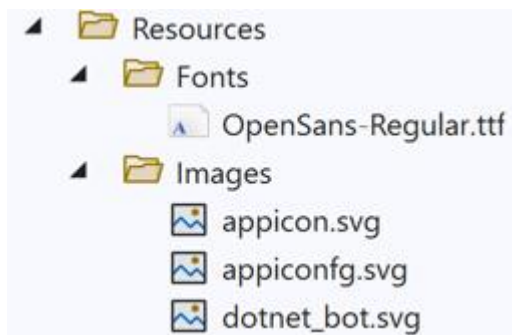 Resources
Fonts
OpenSans-Regular.ttf
Images
appicon.svg
appiconfg.svg
dotnet_bot.svg